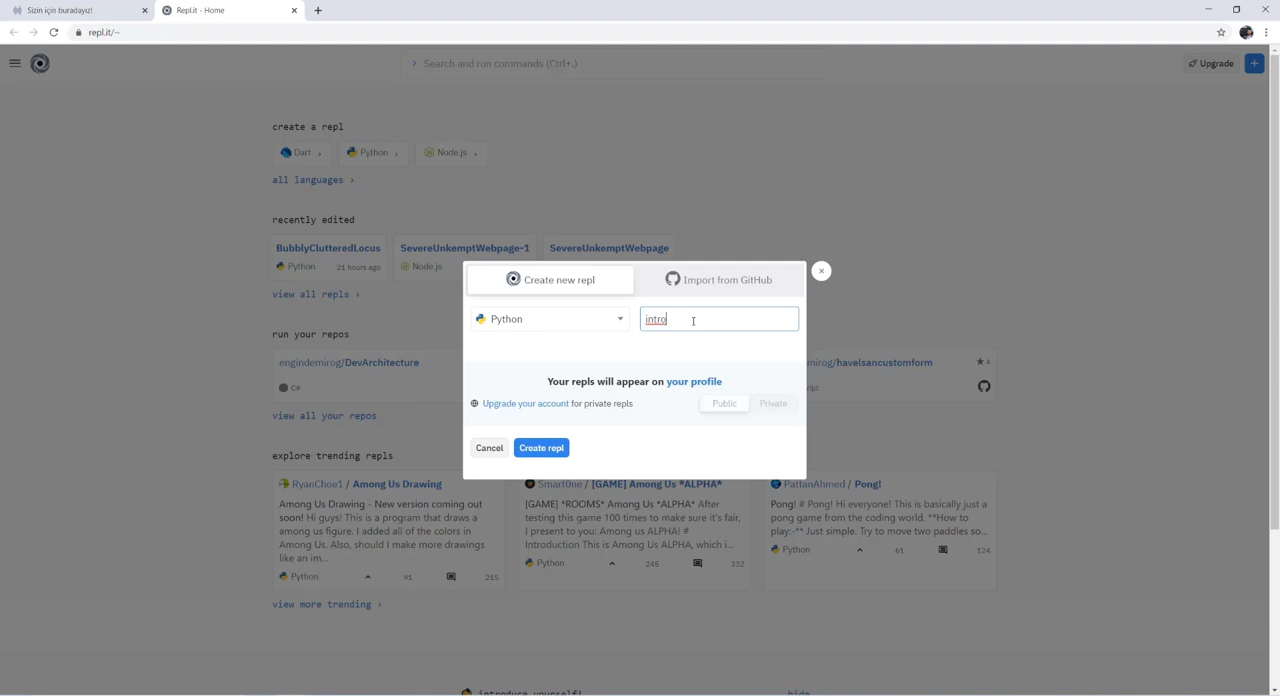 Sizin için buradayız!
Repl.it - Home
repl.it/~
Search and run commands (Ctrl+.)
Upgrade
create a repl
Dart
Python
Node.js
all languages ›
recently edited
BubblyClutteredLocus
SevereUnkemptWebpage-1
SevereUnkemptWebpage
Python
21 hours ago
Node.js
view all repls ›
Create new repl
Import from GitHub
Python
intro
run your repos
engindemirog/DevArchitecture
mirog/havelsancustomform
4
C#
ript
view all your repos
Your repls will appear on your profile
Upgrade your account for private repls
Public
Private
Cancel
Create repl
explore trending repls
RyanChoe1 / Among Us Drawing
Among Us Drawing - New version coming out
soon! Hi guys! This is a program that draws a
among us figure. I added all of the colors in
Among Us. Also, should I make more drawings
like an im...
Python
91
215
/ [GAME] Among Us *ALPHA*
[GAME] *ROOMS* Among Us *ALPHA* After
testing this game 100 times to make sure it's fair,
I present to you: Among us ALPHA! #
Introduction This is Among Us ALPHA, which i...
Python
245
332
PattanAhmed / Pong!
Pong! # Pong! Hi everyone! This is basically just a
pong game from the coding world. **How to
play:-** Just simple. Try to move two paddles so...
Python
61
124
view more trending ›
introduce yourself!
hide